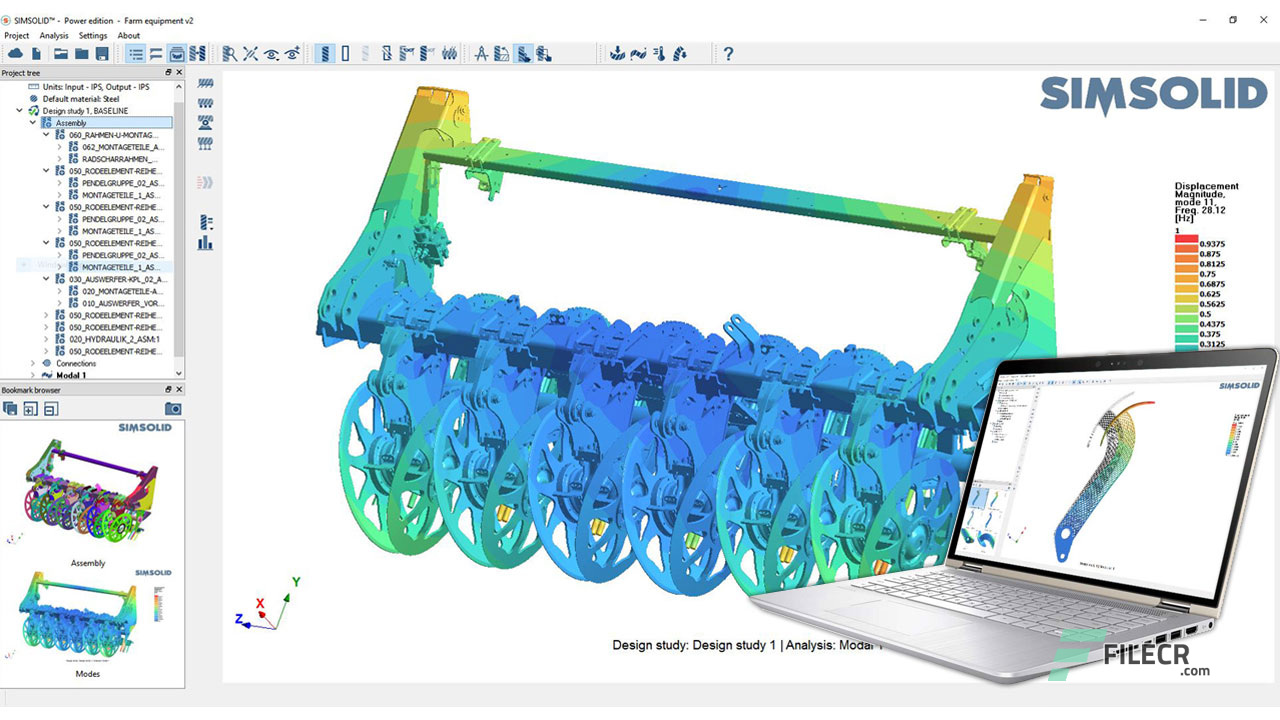 SIMSOLID™ - Power edition - Farm equipment v2
Project Analysis Settings About
Project tree
Units: Input - IPS, Output - IPS
Default material: Steel
Design study 1, BASELINE
Assembly
060_RAHMEN-U-MONTAG...
062_MONTAGETEILE_A...
RADSCHARRAHMEN_...
050_RODEELEMENT-REIHE...
PENDELGRUPPE_02_AS...
MONTAGETEILE_1_AS...
050_RODEELEMENT-REIHE...
PENDELGRUPPE_02_AS...
MONTAGETEILE_1_AS...
050_RODEELEMENT-REIHE...
PENDELGRUPPE_02_AS...
MONTAGETEILE_1_AS...
030_AUSWERFER-KPL_02_A...
020_MONTAGETEILE-A...
010_AUSWERFER_VOR...
050_RODEELEMENT-REIHE...
050_RODEELEMENT-REIHE...
020_HYDRAULIK_2_ASM:1
050_RODEELEMENT-REIHE...
Connections
Modal 1
Bookmark browser
SIMSOLID
Assembly
SIMSOLID
Modes
SIMSOLID
Displacement
Magnitude,
mode 11,
Freq. 28.12
[Hz]
1
0.9375
0.875
0.8125
0.75
0.6875
0.625
0.5625
0.5
0.4375
0.375
0.3125
Y
X
Z
Design study: Design study 1 | Analysis: Modal 1
SIMSOLID
FILECR
.com